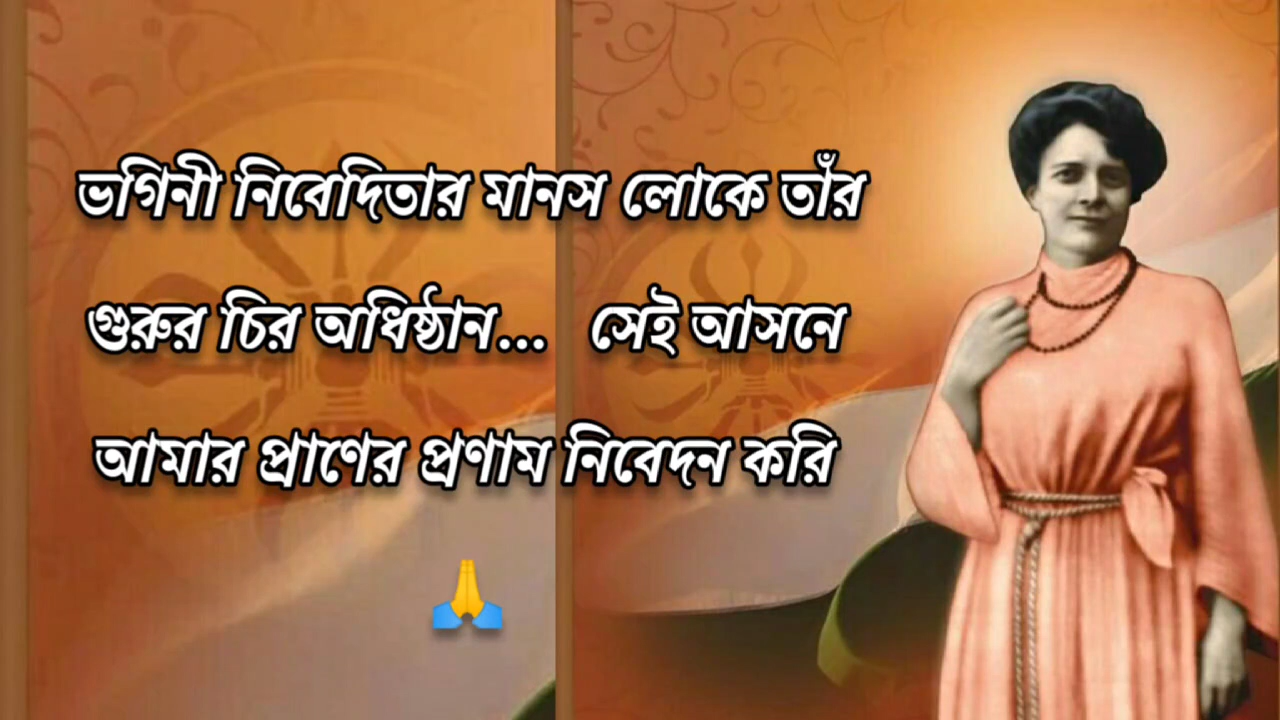 ভগিনী নিবেদিতার মানস লোকে তাঁর
গুরুর চির অধিষ্ঠান... সেই আসনে
আমার প্রাণের প্রণাম নিবেদন করি
🙏